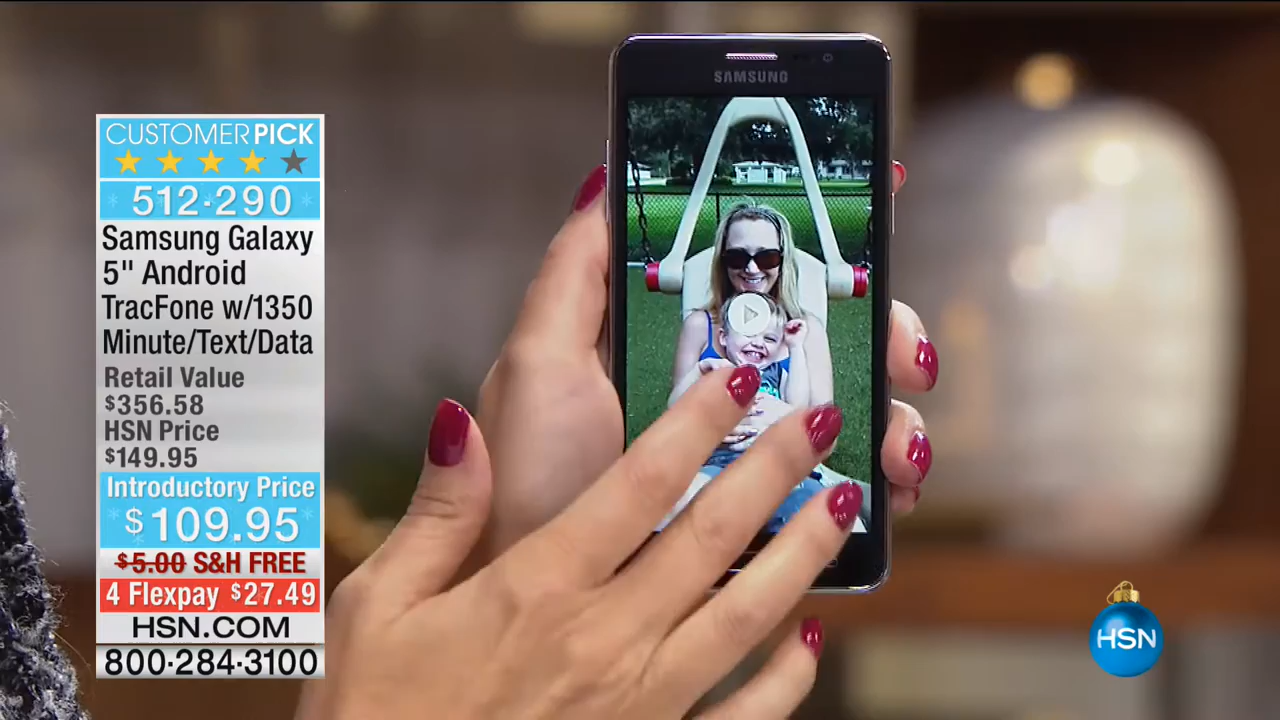 CUSTOMER PICK
512-290
Samsung Galaxy
5" Android
TracFone w/1350
Minute/Text/Data
Retail Value
$356.58
HSN Price
$149.95
Introductory Price
$109.95
$5.00 S&H FREE
4 Flexpay $27.49
HSN.COM
800-284-3100
SAMSUNG
HSN